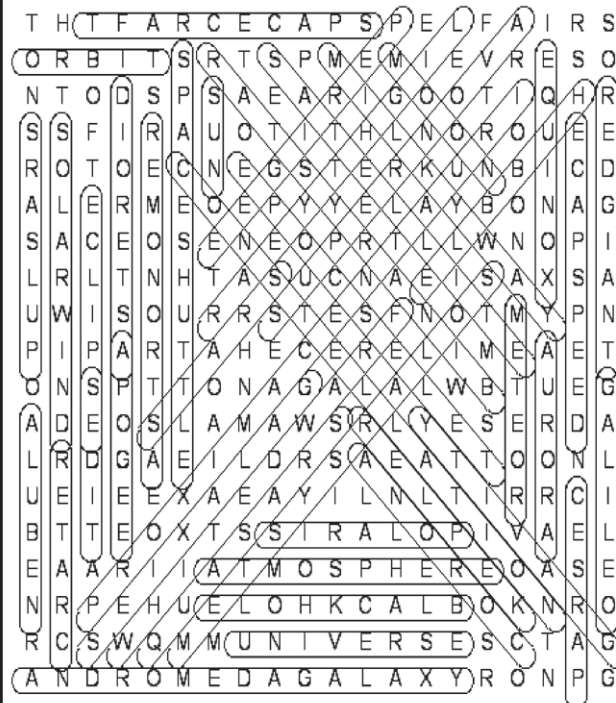 T H T F A R C E C A P S P E L F A I R S
O R B I T S R T S P M E M I E V R E S O
N T O D S P S A E A R I G O O T I Q H R
S S F I R A U O T I T H L N O R O U E E
R O T O E C N E G S T E R K U N B I C D
A L E R M E O E P Y Y E L A Y B O N A G
S A C E O S E N E O P R T L L W N O P I
L R L T N H T A S U C N A E I S A X S A
U W I S O U R R S T E S F N O T M Y P N
P I P A R T A H E C E R E L I M E A E T
O N S P T T O N A G A L A L W B T U E G
A D E O S L A M A W S R L Y E S E R D A
L R D G A E I L D R S A E A T T O O N L
U E I E E X A E A Y I L N L T I R R C I
B T T E O X T S S I R A L O P I V A E L
E A A R I I A T M O S P H E R E O A S E
N R P E H U E L O H K C A L B O K N R O
R C S W Q M M U N I V E R S E S C T A G
A N D R O M E D A G A L A X Y R O N P G